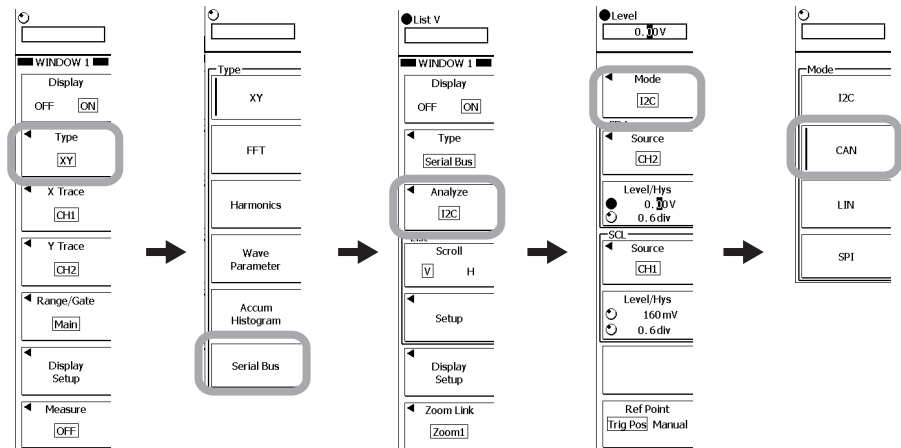 WINDOW 1
Display
OFF ON
Type
XY
X Trace
CH1
Y Trace
CH2
Range/Gate
Main
Display
Setup
Measure
OFF
Type
XY
FFT
Harmonics
Wave
Parameter
Accum
Histogram
Serial Bus
List V
WINDOW 1
Display
OFF ON
Type
Serial Bus
Analyze
I2C
List
Scroll
V H
Setup
Display
Setup
Zoom Link
Zoom1
Level
0.00V
Mode
I2C
Source
CH2
Level/Hys
0.00V
0.6div
SCL
Source
CH1
Level/Hys
160mV
0.6div
Ref Point
Trig Pos Manual
Mode
I2C
CAN
LIN
SPI